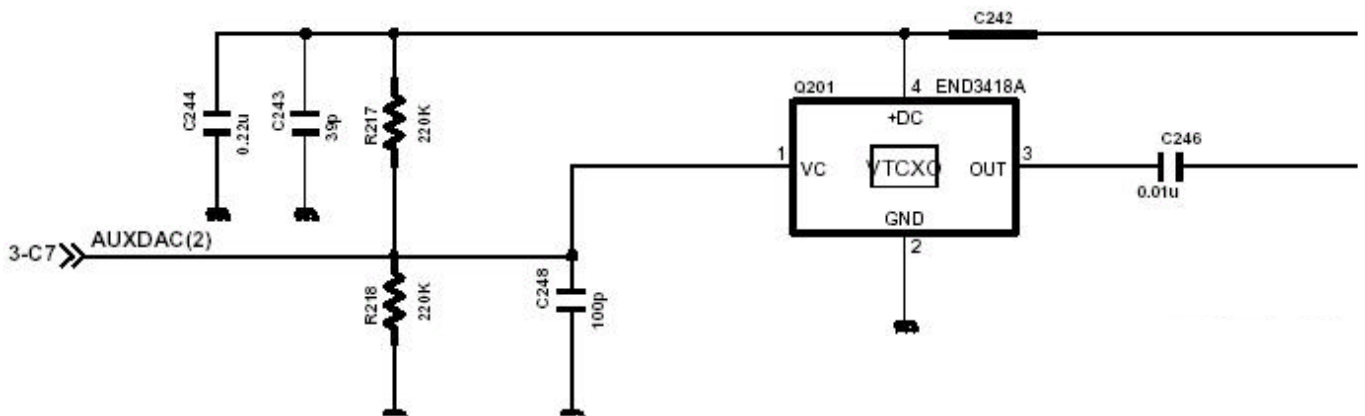 C242
Q201
4
END3418A
+DC
C244
0.22u
C243
39p
R217
220K
1
VC
VTCXO
OUT
3
C246
0.01u
GND
2
3-C7
AUXDAC(2)
R218
220K
C248
100p